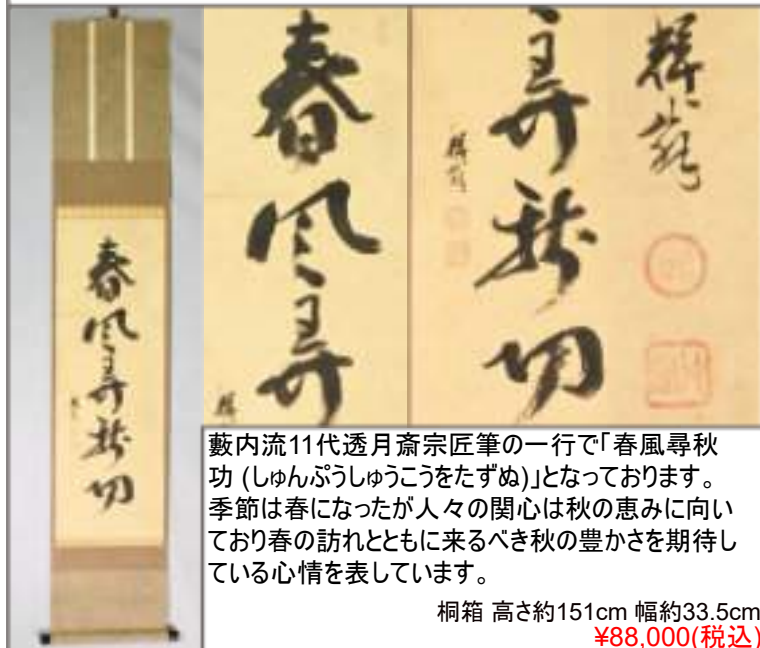 春風尋秋功
春風尋
尋秋功
藪内流11代透月斎宗匠筆の一行で「春風尋秋
功 (しゅんぷうしゅうこうをたずぬ)」となっております。
季節は春になったが人々の関心は秋の恵みに向い
ており春の訪れとともに来るべき秋の豊かさを期待し
ている心情を表しています。
桐箱 高さ約151cm 幅約33.5cm
¥88,000(税込)